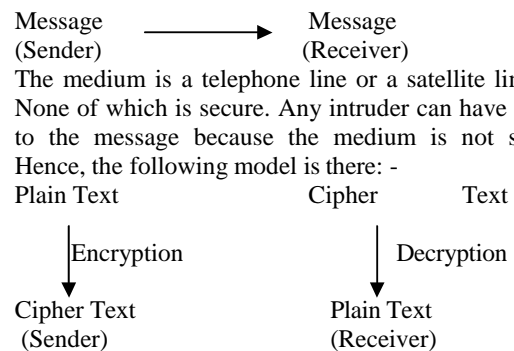 Message Message
(Sender) (Receiver)
The medium is a telephone line or a satellite
None of which is secure. Any intruder can have
to the message because the medium is not
Hence, the following model is there: -
Plain Text Cipher Text
Encryption Decryption
Cipher Text Plain Text
(Sender) (Receiver)